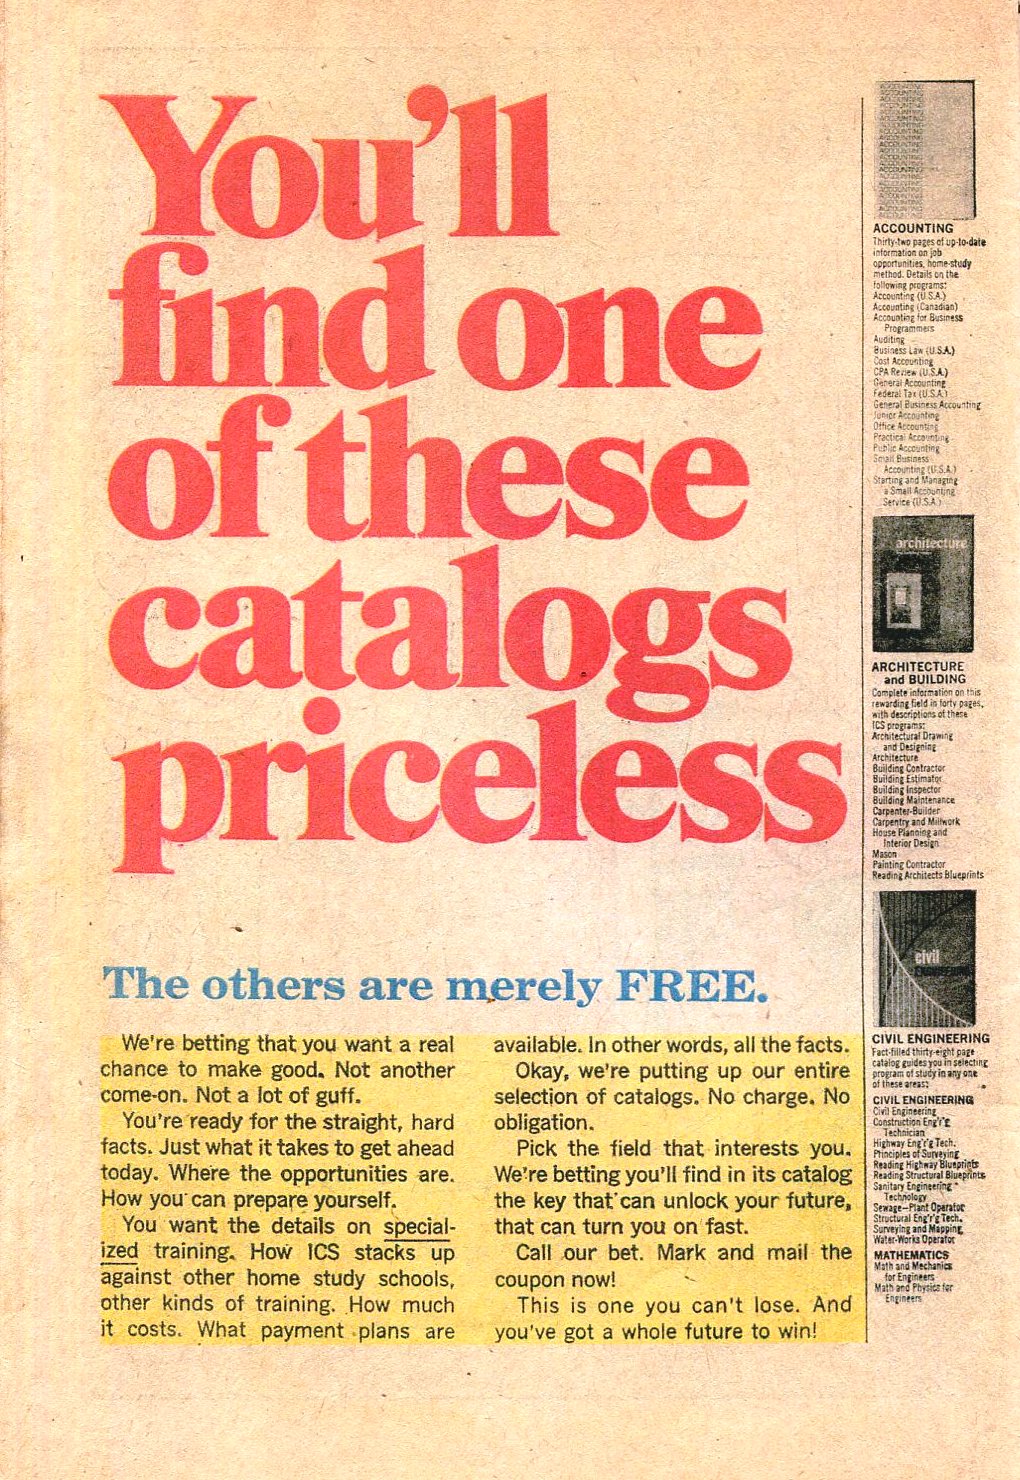 You'll
find one
of these
catalogs
priceless
The others are merely FREE.
We're betting that you want a real
chance to make good. Not another
come-on. Not a lot of guff.
You're ready for the straight, hard
facts. Just what it takes to get ahead
today. Where the opportunities are.
How you can prepare yourself.
You want the details on special-
ized training. How ICS stacks up
against other home study schools,
other kinds of training. How much
it costs. What payment plans are
available. In other words, all the facts.
Okay, we're putting up our entire
selection of catalogs. No charge. No
obligation.
Pick the field that interests you.
We're betting you'll find in its catalog
the key that can unlock your future,
that can turn you on fast.
Call our bet. Mark and mail the
coupon now!
This is one you can't lose. And
you've got a whole future to win!
ACCOUNTING
Thirty-two pages of up-to-date
information on job
opportunities, home-study
method. Details on the
following programs:
Accounting (U.S.A.)
Accounting (Canadian)
Accounting for Business
Programmers
Auditing
Business Law (U.S.A.)
Cost Accounting
CPA Review (U.S.A.)
General Accounting
Federal Tax (U.S.A.)
General Business Accounting
Junior Accounting
Office Accounting
Practical Accounting
Public Accounting
Small Business
Accounting (U.S.A.)
Starting and Managing
a Small Accounting
Service (U.S.A.)
architecture
ARCHITECTURE
and BUILDING
Complete information on this
rewarding field in forty pages,
with descriptions of these
ICS programs:
Architectural Drawing
and Designing
Architecture
Building Contractor
Building Estimator
Building Inspector
Building Maintenance
Carpenter-Builder
Carpentry and Millwork
House Planning and
Interior Design
Mason
Painting Contractor
Reading Architects Blueprints
civil
ENGINEERING
CIVIL ENGINEERING
Fact-filled thirty-eight page
catalog guides you in selecting
program of study in any one
of these areas:
CIVIL ENGINEERING
Civil Engineering
Construction Eng'r'g
Technician
Highway Eng'r'g Tech.
Principles of Surveying
Reading Highway Blueprints
Reading Structural Blueprints
Sanitary Engineering
Technology
Sewage-Plant Operator
Structural Eng'r'g Tech.
Surveying and Mapping
Water-Works Operator
MATHEMATICS
Math and Mechanics
for Engineers
Math and Physics for
Engineers